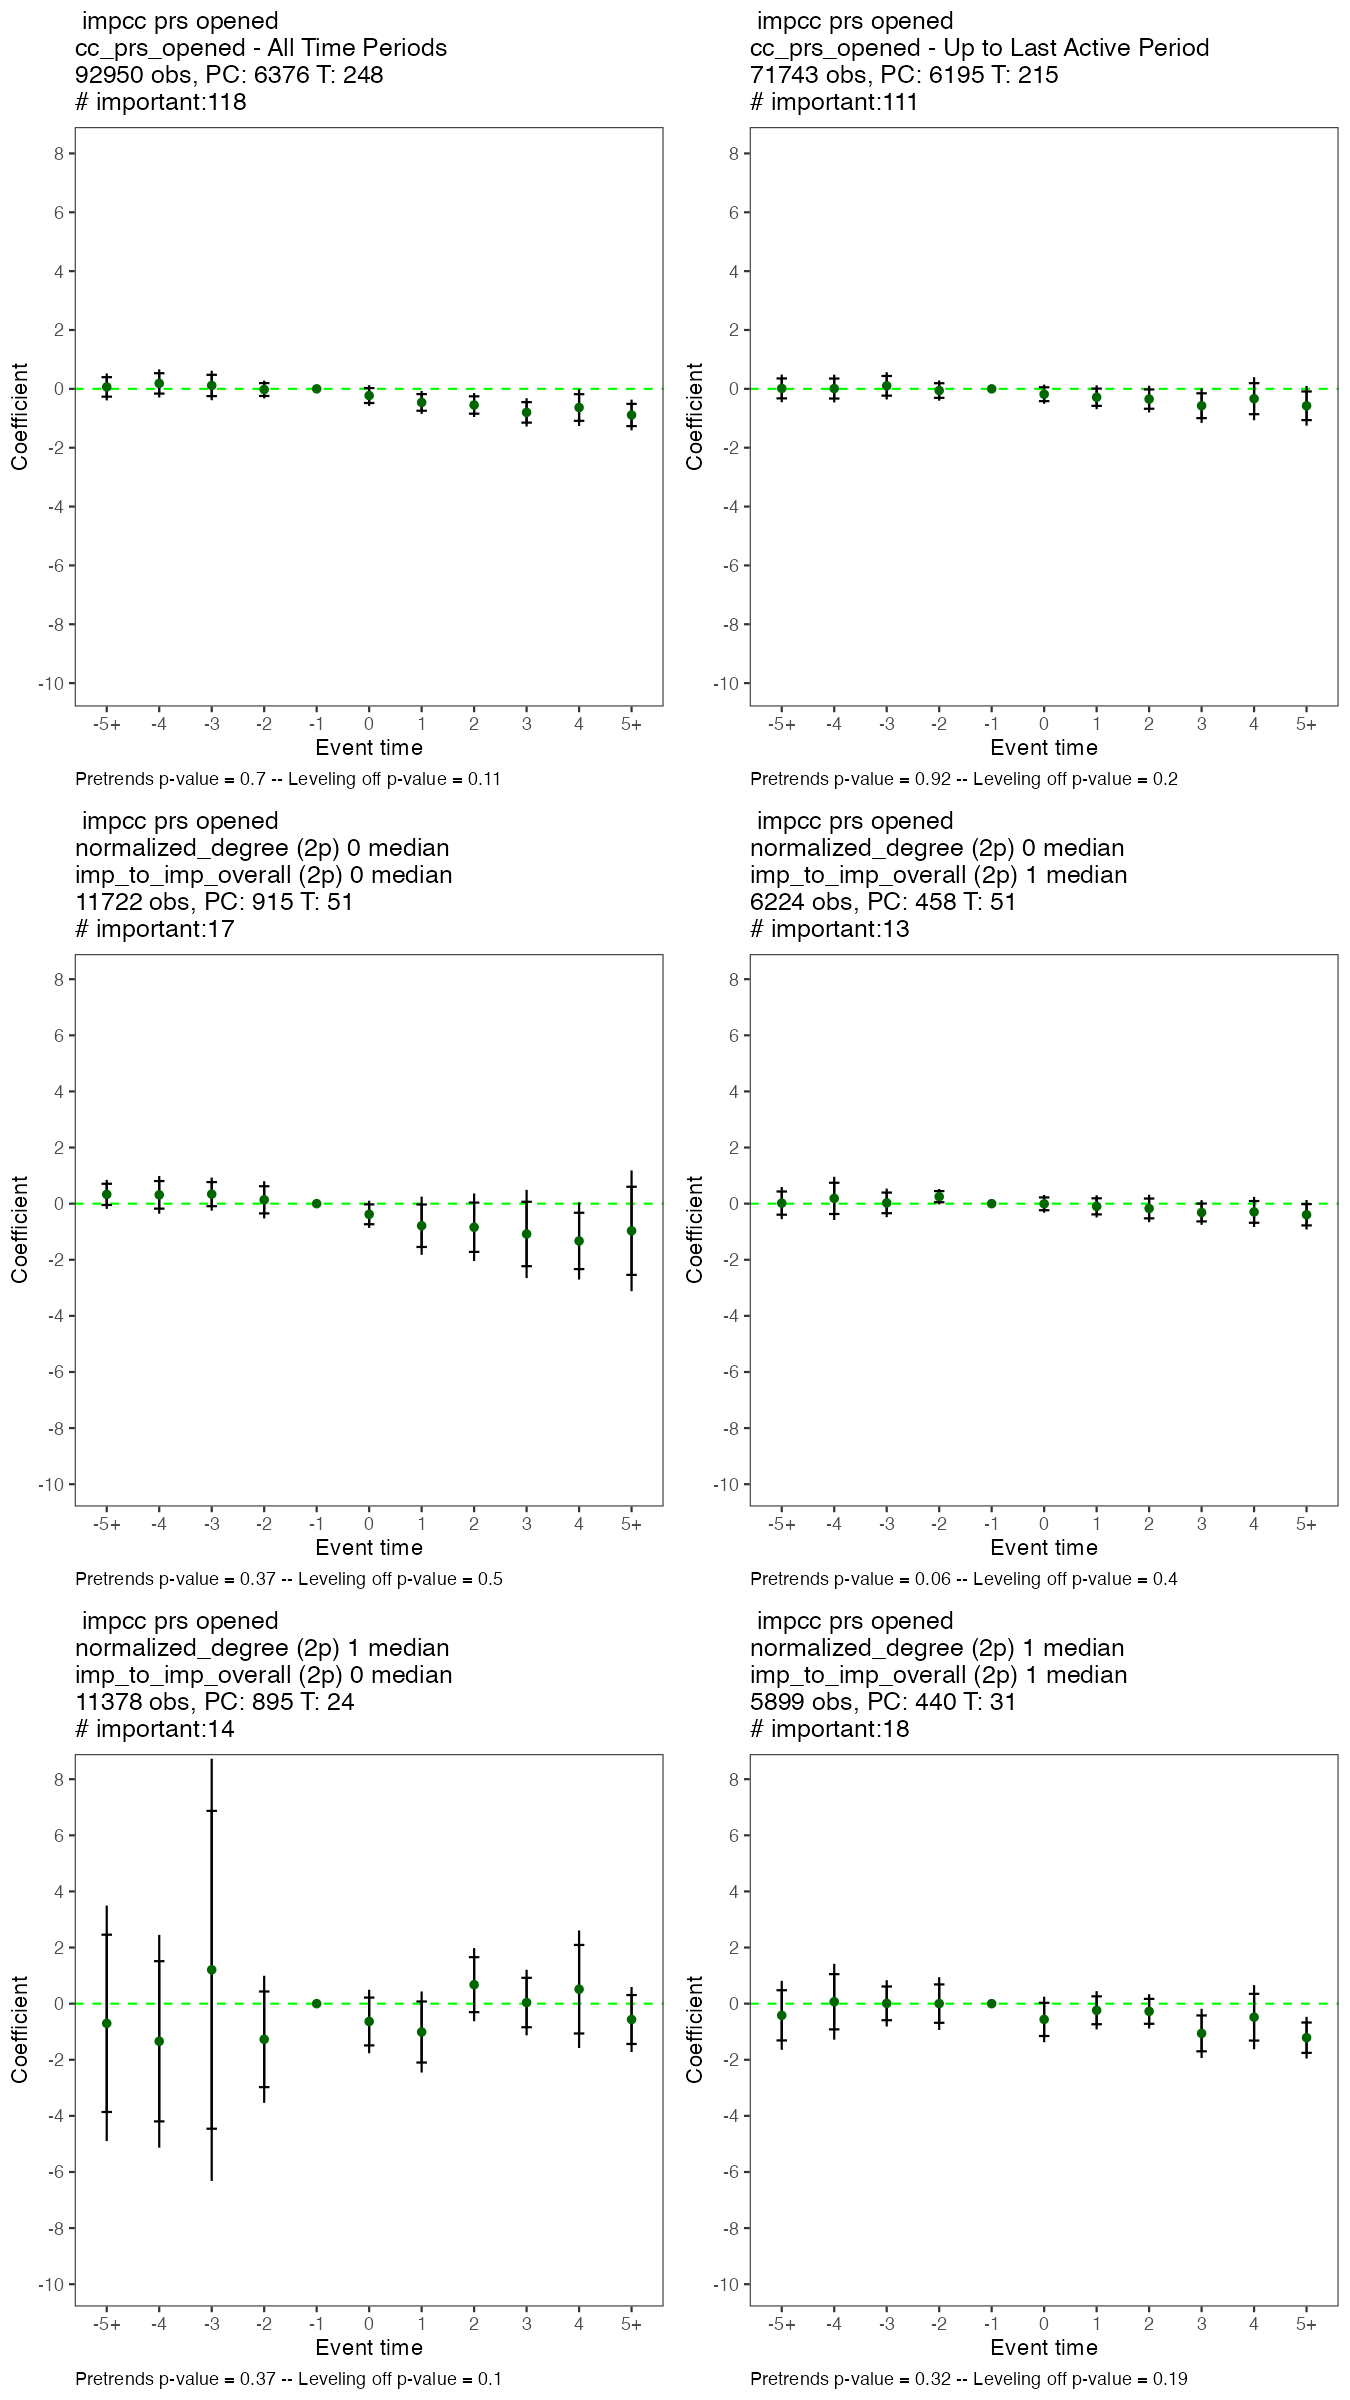 impcc prs opened
cc_prs_opened - All Time Periods
92950 obs, PC: 6376 T: 248
# important:118
8
6
4
2
0
-2
-4
-6
-8
-10
Coefficient
-5+ -4 -3 -2 -1 0 1 2 3 4 5+
Event time
Pretrends p-value = 0.7 -- Leveling off p-value = 0.11
impcc prs opened
cc_prs_opened - Up to Last Active Period
71743 obs, PC: 6195 T: 215
# important:111
8
6
4
2
0
-2
-4
-6
-8
-10
Coefficient
-5+ -4 -3 -2 -1 0 1 2 3 4 5+
Event time
Pretrends p-value = 0.92 -- Leveling off p-value = 0.2
impcc prs opened
normalized_degree (2p) 0 median
imp_to_imp_overall (2p) 0 median
11722 obs, PC: 915 T: 51
# important:17
8
6
4
2
0
-2
-4
-6
-8
-10
Coefficient
-5+ -4 -3 -2 -1 0 1 2 3 4 5+
Event time
Pretrends p-value = 0.37 -- Leveling off p-value = 0.5
impcc prs opened
normalized_degree (2p) 0 median
imp_to_imp_overall (2p) 1 median
6224 obs, PC: 458 T: 51
# important:13
8
6
4
2
0
-2
-4
-6
-8
-10
Coefficient
-5+ -4 -3 -2 -1 0 1 2 3 4 5+
Event time
Pretrends p-value = 0.06 -- Leveling off p-value = 0.4
impcc prs opened
normalized_degree (2p) 1 median
imp_to_imp_overall (2p) 0 median
11378 obs, PC: 895 T: 24
# important:14
8
6
4
2
0
-2
-4
-6
-8
-10
Coefficient
-5+ -4 -3 -2 -1 0 1 2 3 4 5+
Event time
Pretrends p-value = 0.37 -- Leveling off p-value = 0.1
impcc prs opened
normalized_degree (2p) 1 median
imp_to_imp_overall (2p) 1 median
5899 obs, PC: 440 T: 31
# important:18
8
6
4
2
0
-2
-4
-6
-8
-10
Coefficient
-5+ -4 -3 -2 -1 0 1 2 3 4 5+
Event time
Pretrends p-value = 0.32 -- Leveling off p-value = 0.19